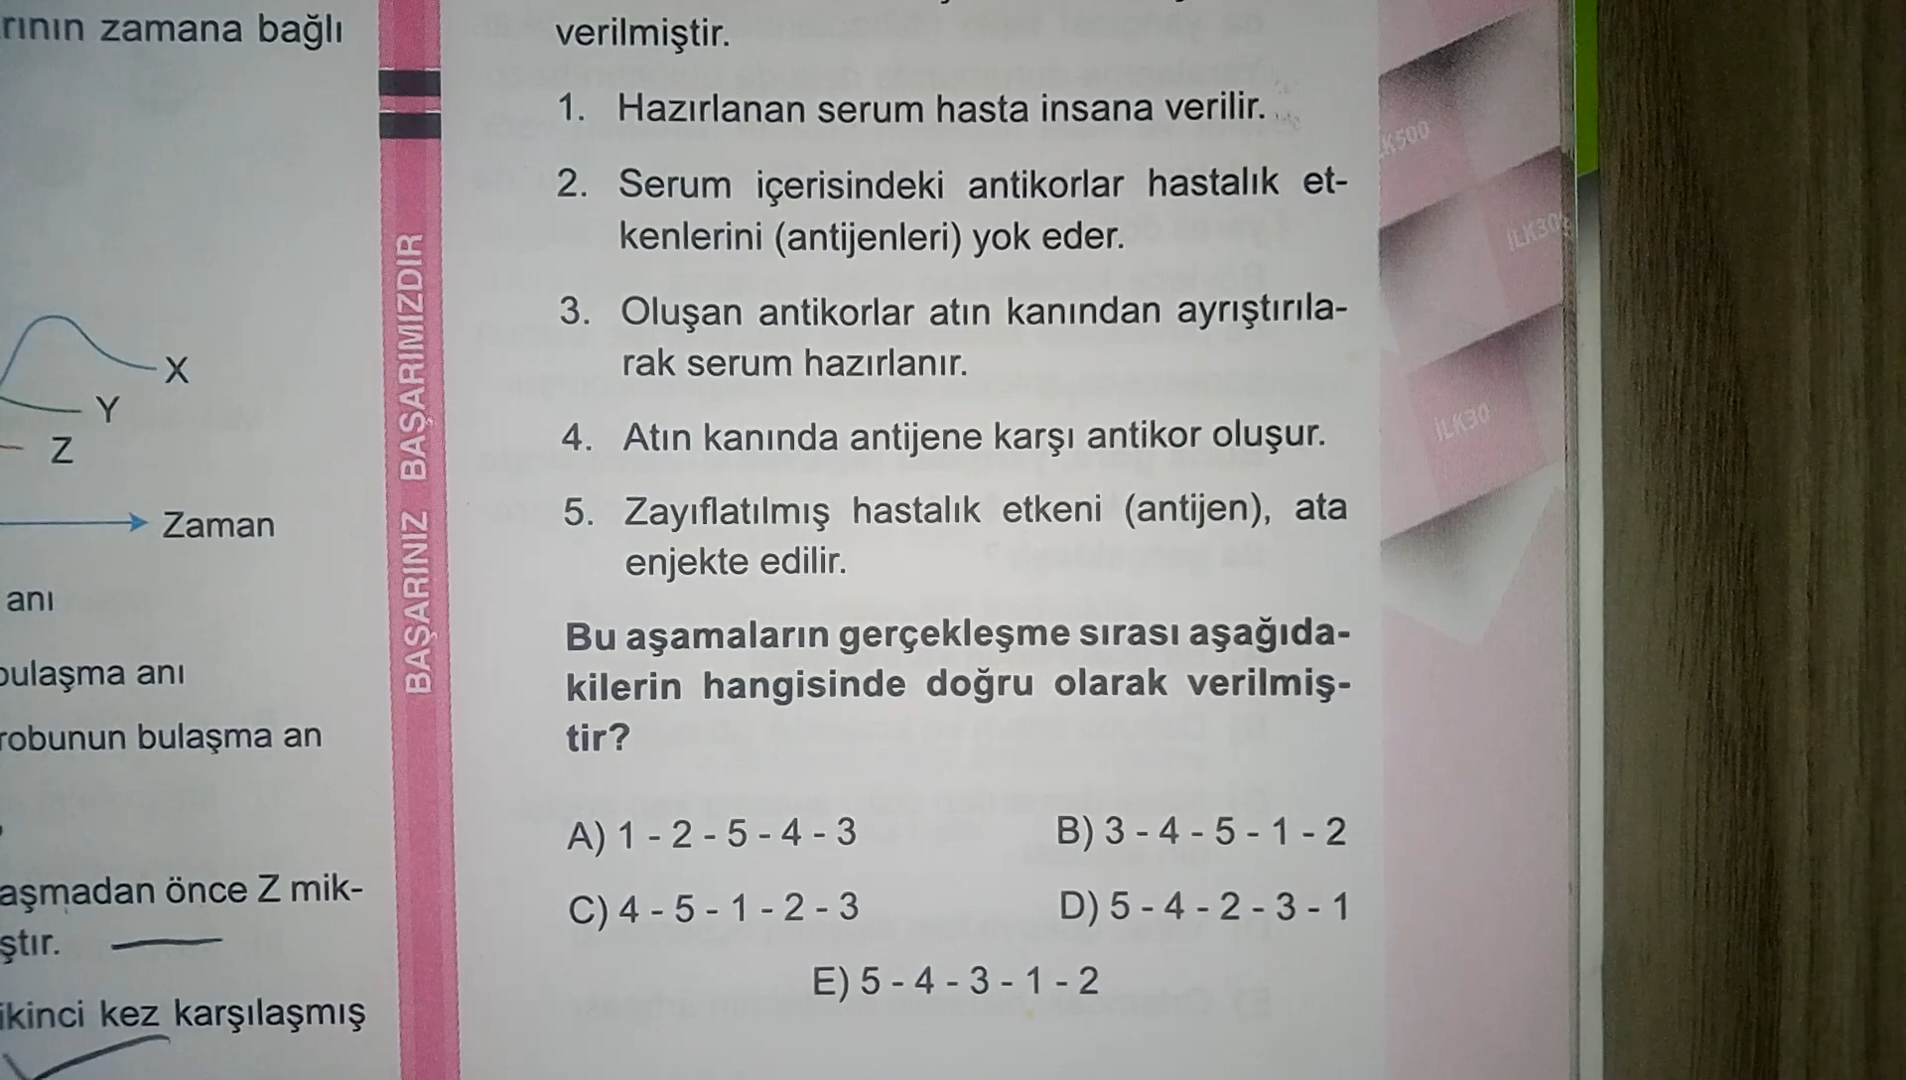 rının zamana bağlı
X
Y
Z
Zaman
anı
bulaşma anı
robunun bulaşma an
aşmadan önce Z mik-
ştır.
ikinci kez karşılaşmış
BAŞARINIZ BAŞARIMIZDIR
verilmiştir.
1. Hazırlanan serum hasta insana verilir.
2. Serum içerisindeki antikorlar hastalık et-
kenlerini (antijenleri) yok eder.
3. Oluşan antikorlar atın kanından ayrıştırıla-
rak serum hazırlanır.
4. Atın kanında antijene karşı antikor oluşur.
5. Zayıflatılmış hastalık etkeni (antijen), ata
enjekte edilir.
Bu aşamaların gerçekleşme sırası aşağıda-
kilerin hangisinde doğru olarak verilmiş-
tir?
A) 1 - 2 - 5 - 4 - 3
B) 3 - 4 - 5 - 1 - 2
C) 4 - 5 - 1 - 2 - 3
D) 5 - 4 - 2 - 3 - 1
E) 5 - 4 - 3 - 1 - 2
İLK30